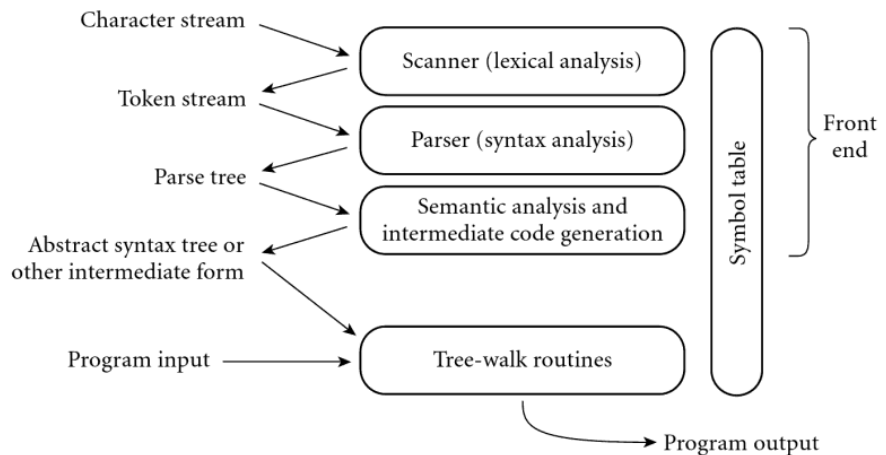 Character stream
Scanner (lexical analysis)
Token stream
Parser (syntax analysis)
Parse tree
Semantic analysis and
intermediate code generation
Abstract syntax tree or
other intermediate form
Program input
Tree-walk routines
Program output
Symbol table
Front
end